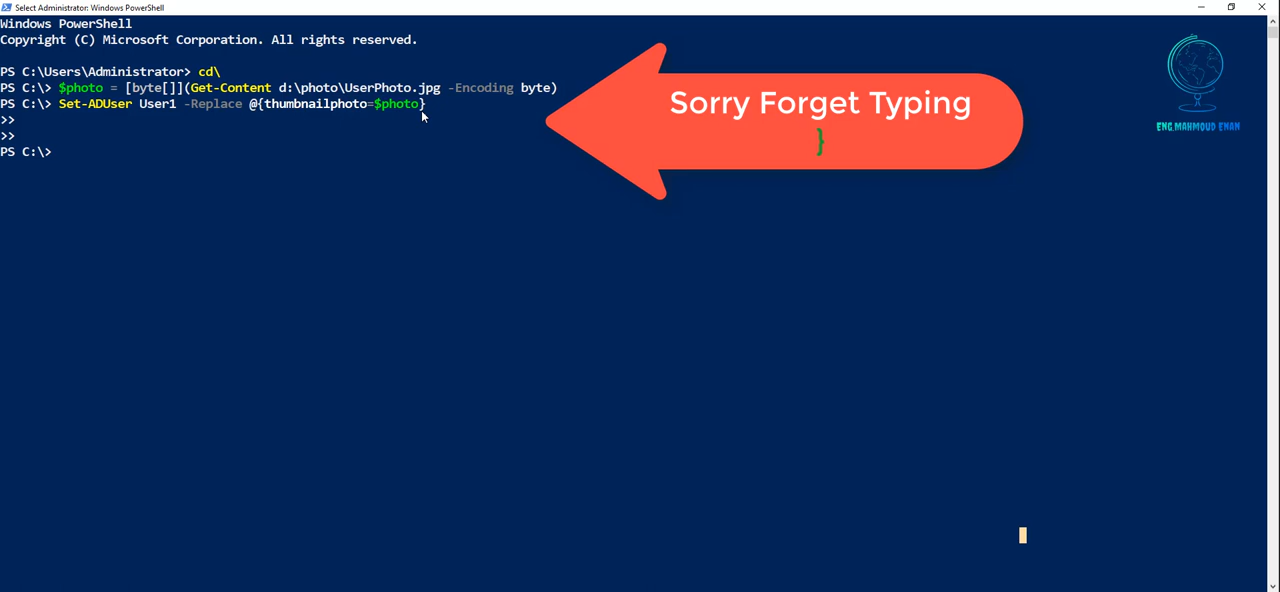 Select Administrator: Windows PowerShell
Windows PowerShell
Copyright (C) Microsoft Corporation. All rights reserved.
PS C:\Users\Administrator> cd\
PS C:\> $photo = [byte[]](Get-Content d:\photo\UserPhoto.jpg -Encoding byte)
PS C:\> Set-ADUser User1 -Replace @{thumbnailphoto=$photo}
>>
>>
PS C:\>
Sorry Forget Typing
}
ENG.MAHMOUD ENAN